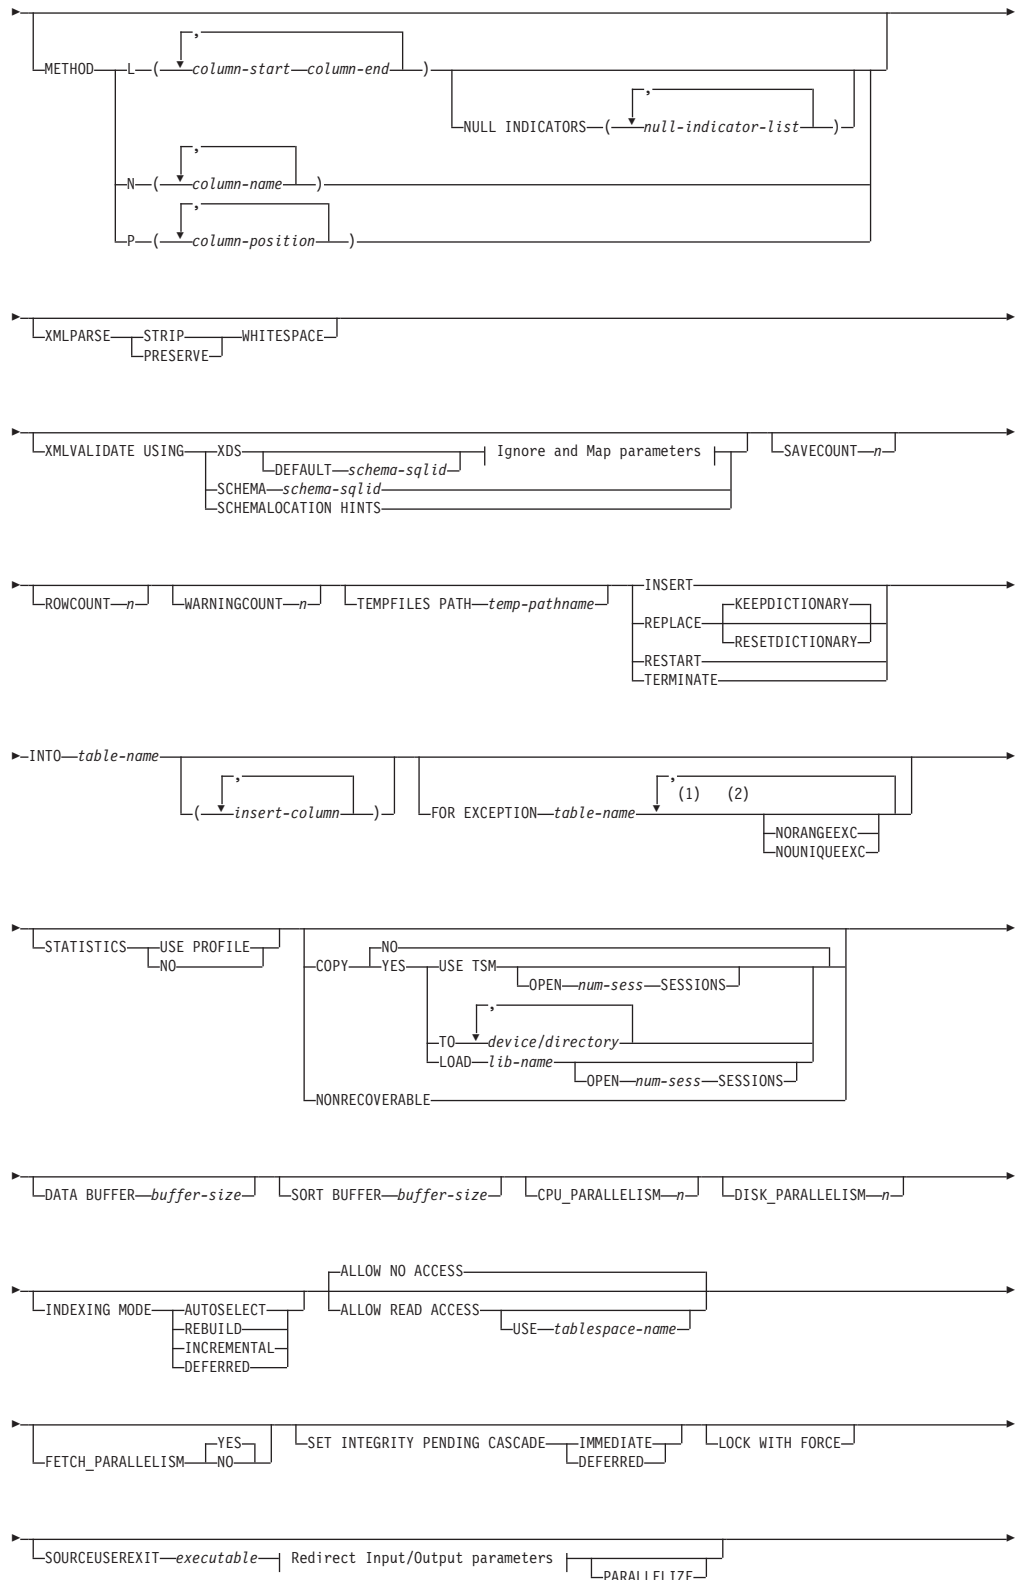 ,
METHOD L ( column-start column-end )
,
NULL INDICATORS ( null-indicator-list )
,
N ( column-name )
,
P ( column-position )
XMLPARSE STRIP WHITESPACE
PRESERVE
XMLVALIDATE USING XDS Ignore and Map parameters SAVECOUNT n
DEFAULT schema-sqlid
SCHEMA schema-sqlid
SCHEMALOCATION HINTS
INSERT
ROWCOUNT n WARNINGCOUNT n TEMPFILES PATH temp-pathname KEEPDICTIONARY
REPLACE
RESETDICTIONARY
RESTART
TERMINATE
INTO table-name
, ,
(1) (2)
( insert-column ) FOR EXCEPTION table-name
NORANGEEXC
NOUNIQUEEXC
STATISTICS USE PROFILE NO
NO COPY YES USE TSM
OPEN num-sess SESSIONS
,
TO device/directory
LOAD lib-name
OPEN num-sess SESSIONS
NONRECOVERABLE
DATA BUFFER buffer-size SORT BUFFER buffer-size CPU_PARALLELISM n DISK_PARALLELISM n
ALLOW NO ACCESS
INDEXING MODE AUTOSELECT ALLOW READ ACCESS
REBUILD USE tablespace-name
INCREMENTAL
DEFERRED
YES SET INTEGRITY PENDING CASCADE IMMEDIATE LOCK WITH FORCE
FETCH_PARALLELISM NO DEFERRED
SOURCEUSEREXIT executable Redirect Input/Output parameters
PARALLELIZE